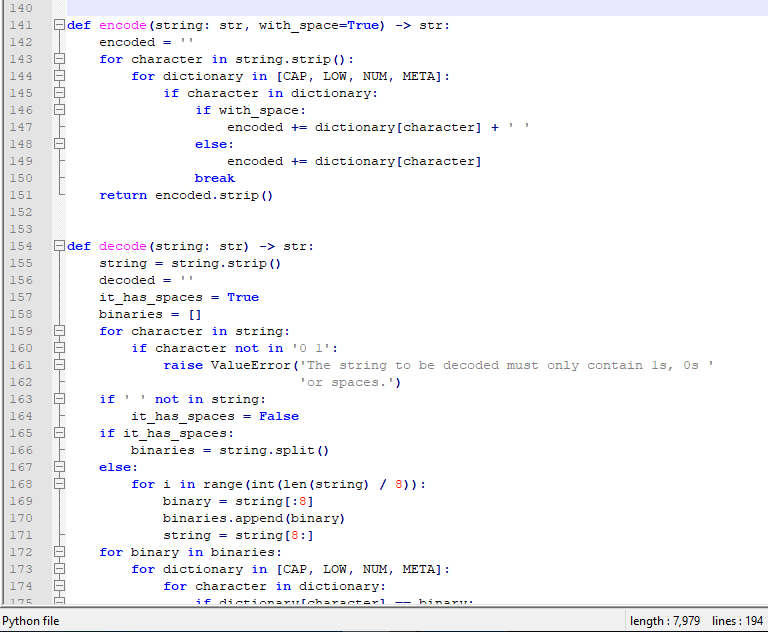 140
141 def encode(string: str, with_space=True) -> str:
142     encoded = ''
143     for character in string.strip():
144         for dictionary in [CAP, LOW, NUM, META]:
145             if character in dictionary:
146                 if with_space:
147                     encoded += dictionary[character] + ' '
148                 else:
149                     encoded += dictionary[character]
150                 break
151     return encoded.strip()
152
153
154 def decode(string: str) -> str:
155     string = string.strip()
156     decoded = ''
157     it_has_spaces = True
158     binaries = []
159     for character in string:
160         if character not in '0 1':
161             raise ValueError('The string to be decoded must only contain 1s, 0s '
162                              'or spaces.')
163     if ' ' not in string:
164         it_has_spaces = False
165     if it_has_spaces:
166         binaries = string.split()
167     else:
168         for i in range(int(len(string) / 8)):
169             binary = string[:8]
170             binaries.append(binary)
171             string = string[8:]
172     for binary in binaries:
173         for dictionary in [CAP, LOW, NUM, META]:
174             for character in dictionary:
175                 if dictionary[character] == binary:
Python file length : 7,979 lines : 194